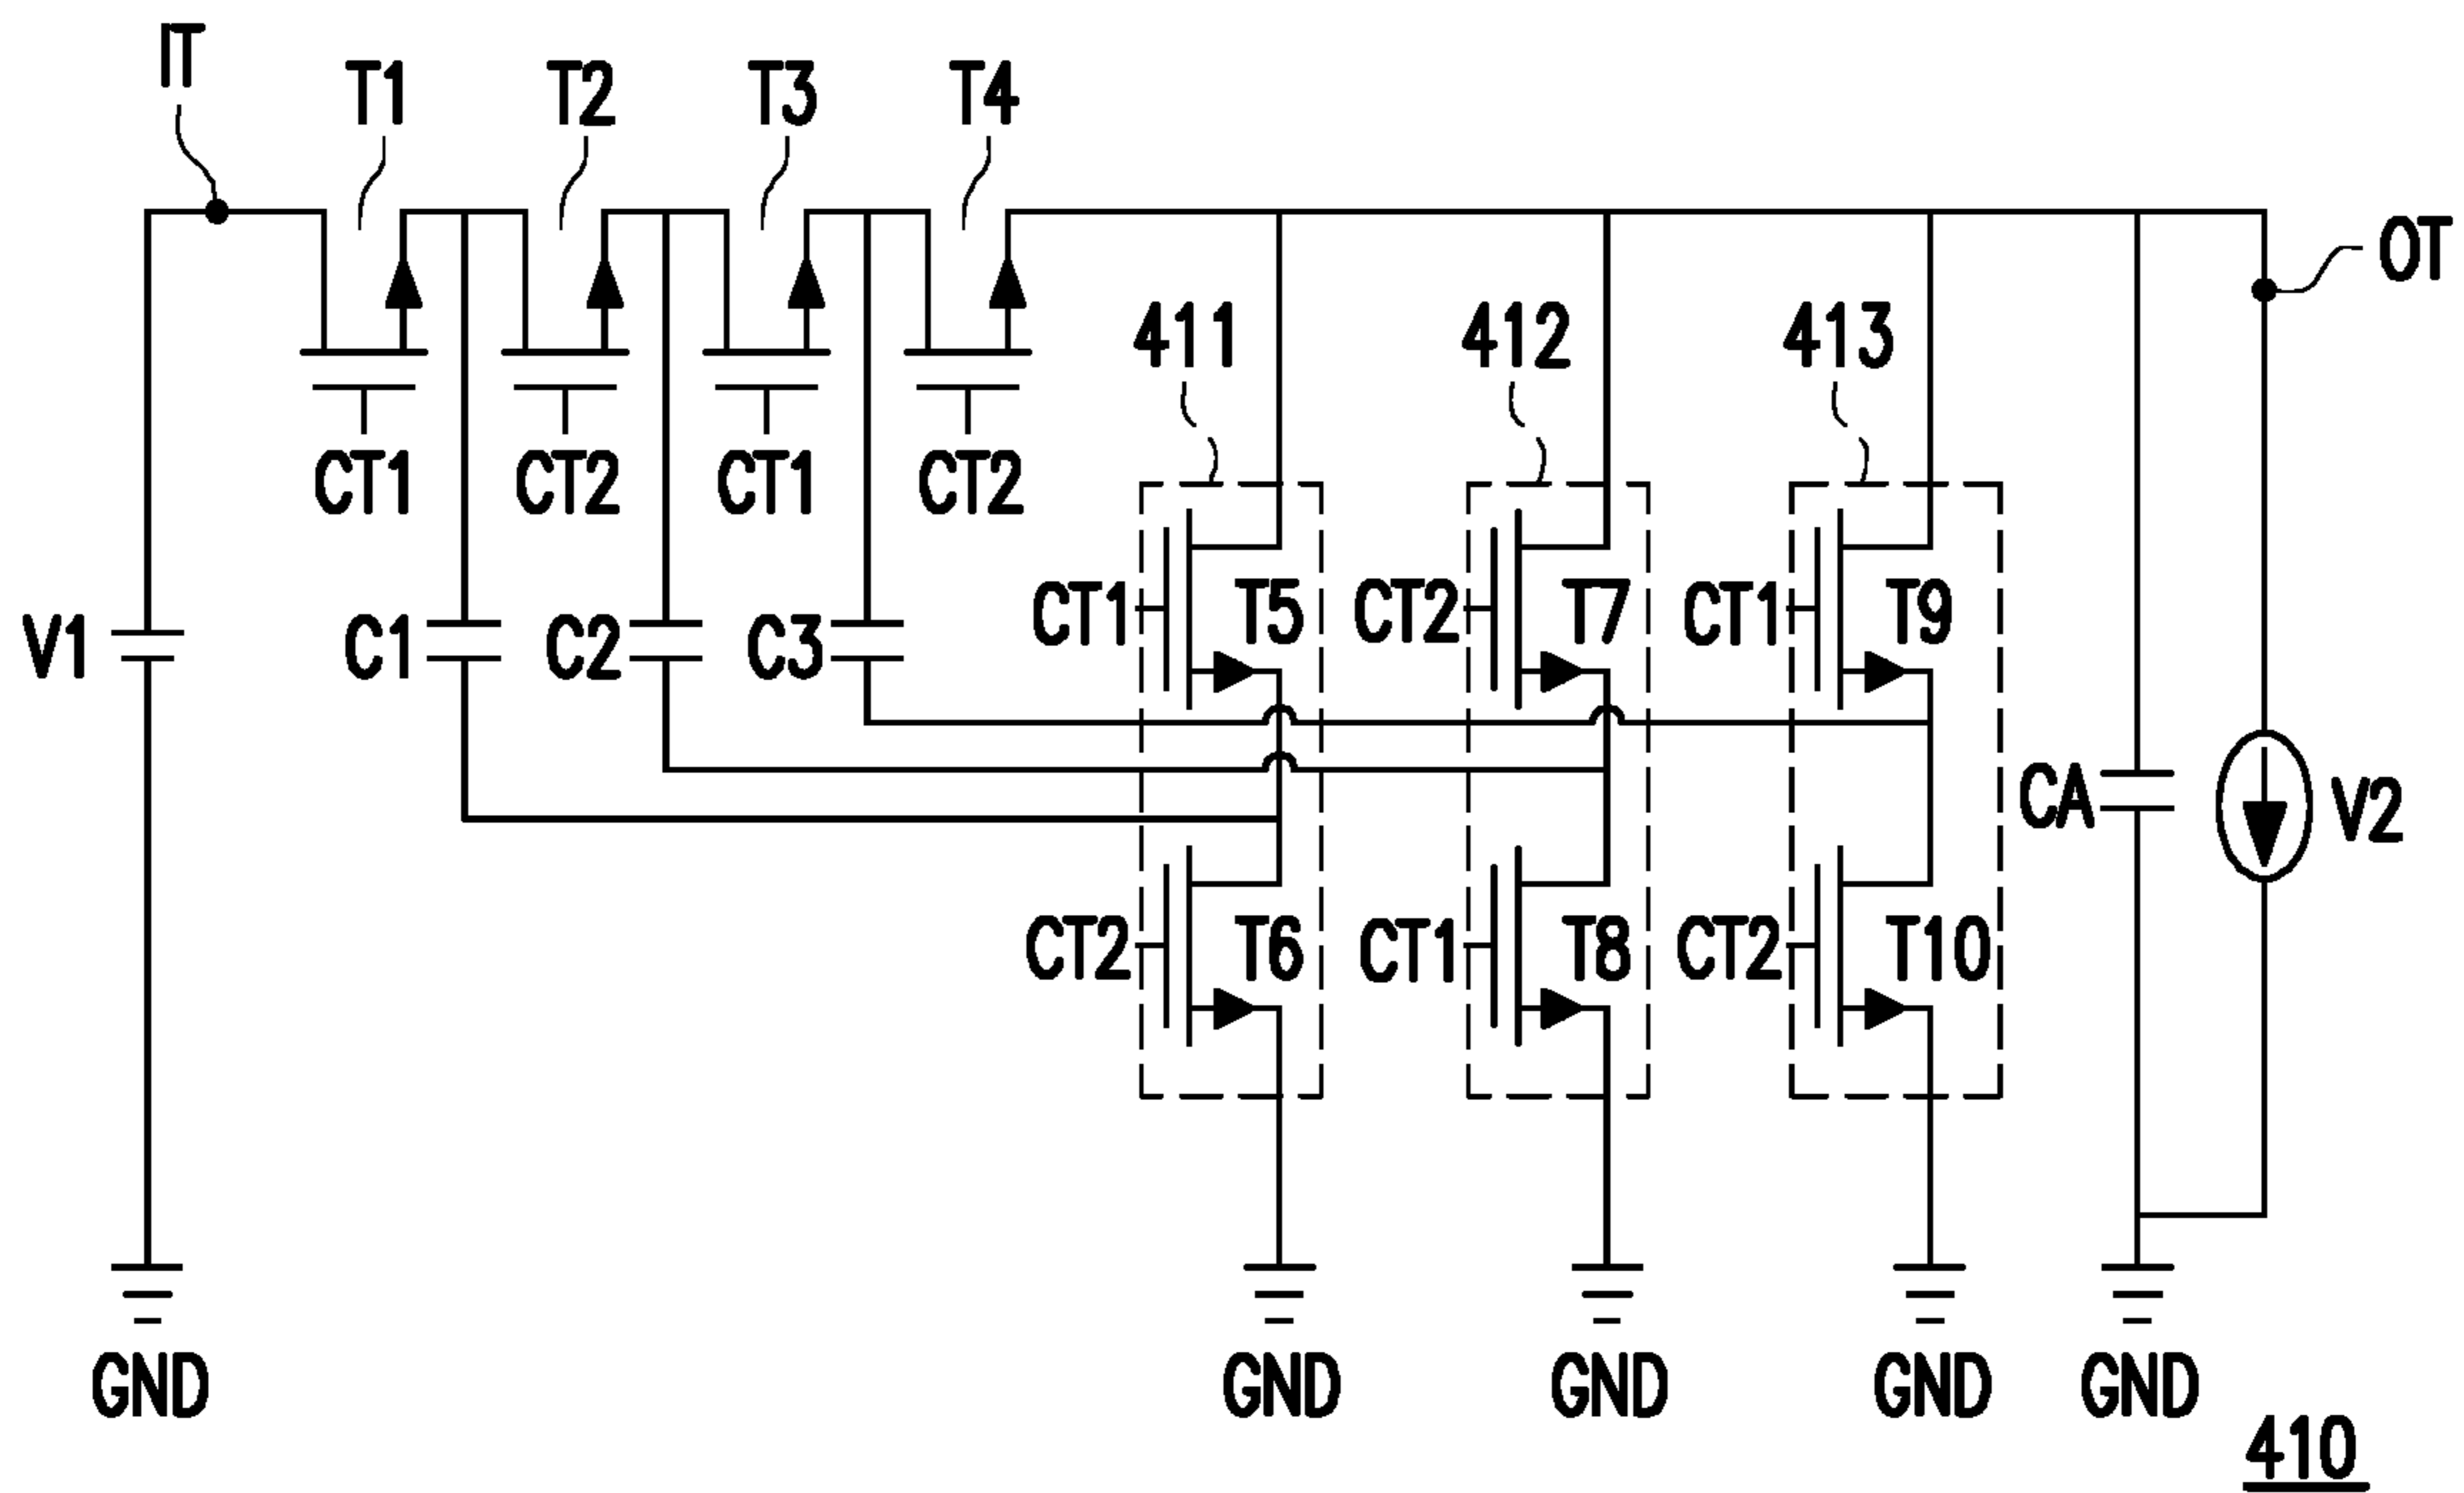 IT
T1 T2 T3 T4
OT
411 412 413
CT1 CT2 CT1 CT2
V1 C1 C2 C3 CT1 T5 CT2 T7 CT1 T9
CA V2
CT2 T6 CT1 T8 CT2 T10
GND GND GND GND GND
410